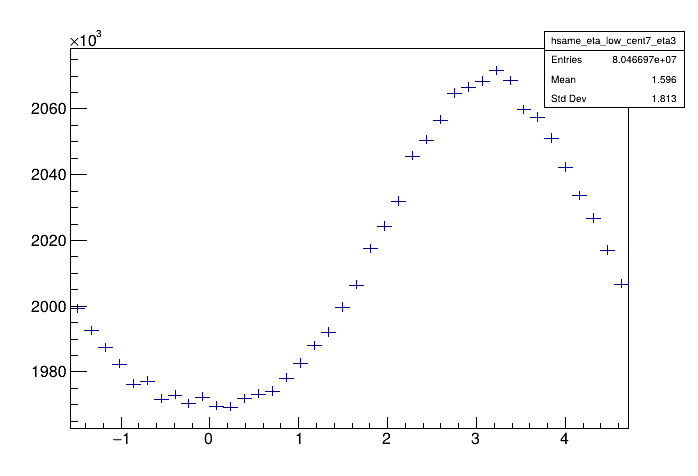 ×10³
hsame_eta_low_cent7_eta3
Entries 8.046697e+07
Mean 1.596
Std Dev 1.813
2060
2040
2020
2000
1980
−1 0 1 2 3 4